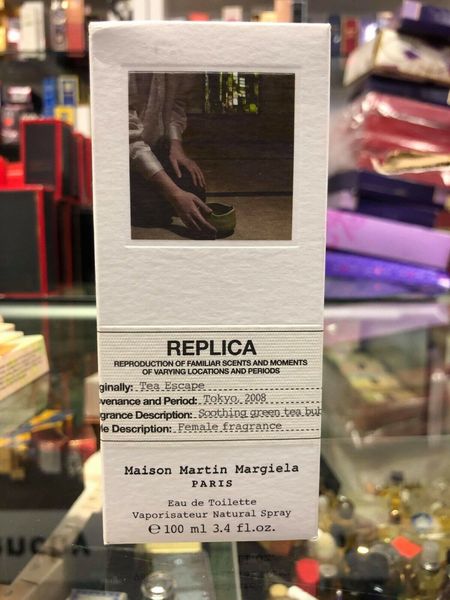 REPLICA
REPRODUCTION OF FAMILIAR SCENTS AND MOMENTS
OF VARYING LOCATIONS AND PERIODS
ginally: Tea Escape
venance and Period: Tokyo, 2008
grance Description: Soothing green tea bub
le Description: Female fragrance
Maison Martin Margiela
PARIS
Eau de Toilette
Vaporisateur Natural Spray
℮ 100 ml 3.4 fl.oz.